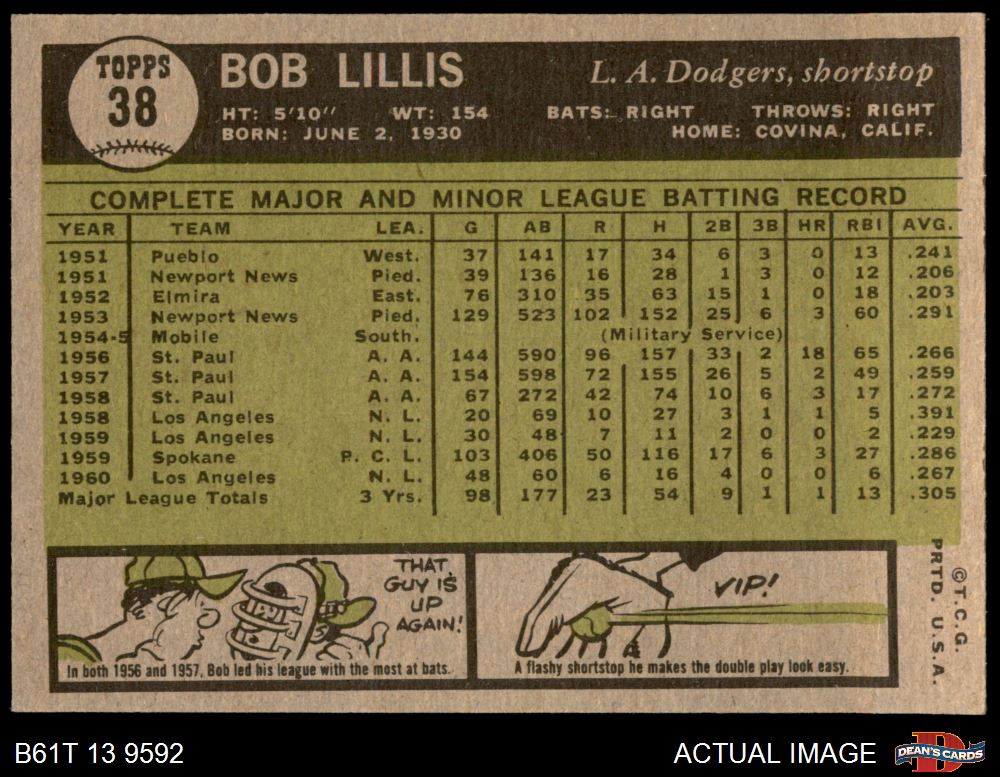 TOPPS
38
BOB LILLIS
L. A. Dodgers, shortstop
HT: 5'10" WT: 154 BATS: RIGHT THROWS: RIGHT
BORN: JUNE 2, 1930 HOME: COVINA, CALIF.
COMPLETE MAJOR AND MINOR LEAGUE BATTING RECORD
YEAR TEAM LEA. G AB R H 2B 3B HR RBI AVG.
1951 Pueblo West. 37 141 17 34 6 3 0 13 .241
1951 Newport News Pied. 39 136 16 28 1 3 0 12 .206
1952 Elmira East. 76 310 35 63 15 1 0 18 .203
1953 Newport News Pied. 129 523 102 152 25 6 3 60 .291
1954-5 Mobile South. (Military Service)
1956 St. Paul A. A. 144 590 96 157 33 2 18 65 .266
1957 St. Paul A. A. 154 598 72 155 26 5 2 49 .259
1958 St. Paul A. A. 67 272 42 74 10 6 3 17 .272
1958 Los Angeles N. L. 20 69 10 27 3 1 1 5 .391
1959 Los Angeles N. L. 30 48 7 11 2 0 0 2 .229
1959 Spokane P. C. L. 103 406 50 116 17 6 3 27 .286
1960 Los Angeles N. L. 48 60 6 16 4 0 0 6 .267
Major League Totals 3 Yrs. 98 177 23 54 9 1 1 13 .305
THAT
GUY IS
UP
AGAIN!
In both 1956 and 1957, Bob led his league with the most at bats.
VIP!
A flashy shortstop he makes the double play look easy.
©T.C.G.
PRTD. U.S.A.
B61T 13 9592
ACTUAL IMAGE
DEAN'S CARDS